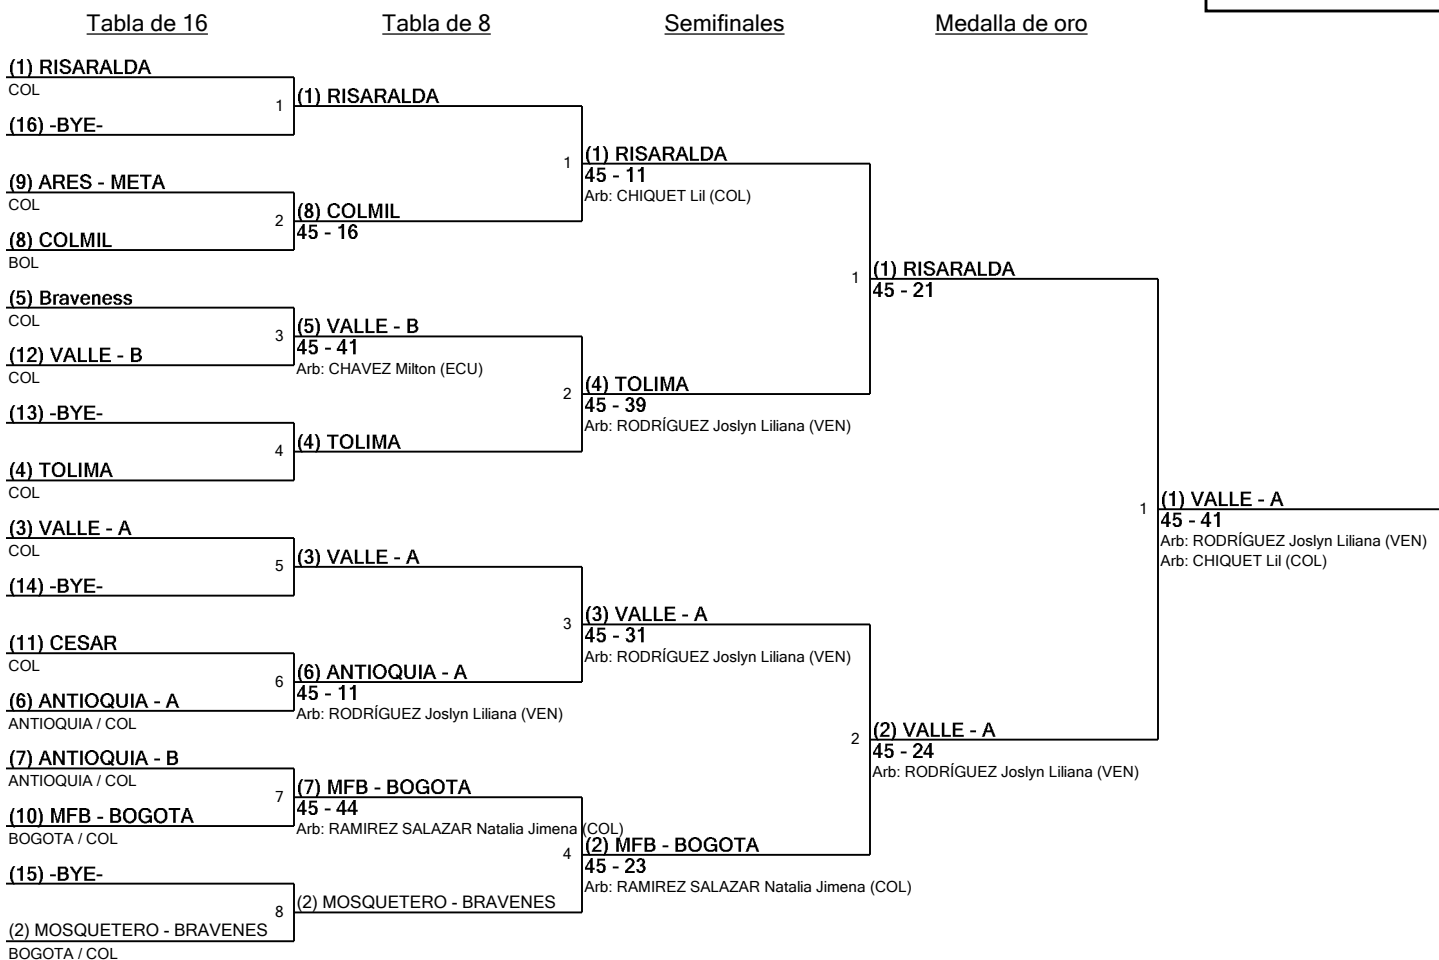 Tabla de 16
Tabla de 8
Semifinales
Medalla de oro
(1) RISARALDA
COL
1
(16) -BYE-
(9) ARES - META
COL
2
(8) COLMIL
BOL
(5) Braveness
COL
3
(12) VALLE - B
COL
(13) -BYE-
4
(4) TOLIMA
COL
(3) VALLE - A
COL
5
(14) -BYE-
(11) CESAR
COL
6
(6) ANTIOQUIA - A
ANTIOQUIA / COL
(7) ANTIOQUIA - B
ANTIOQUIA / COL
7
(10) MFB - BOGOTA
BOGOTA / COL
(15) -BYE-
8
(2) MOSQUETERO - BRAVENES
BOGOTA / COL
(1) RISARALDA
1
(8) COLMIL
45 - 16
(5) VALLE - B
45 - 41
Arb: CHAVEZ Milton (ECU)
2
(4) TOLIMA
(3) VALLE - A
3
(6) ANTIOQUIA - A
45 - 11
Arb: RODRÍGUEZ Joslyn Liliana (VEN)
(7) MFB - BOGOTA
45 - 44
Arb: RAMIREZ SALAZAR Natalia Jimena (COL)
4
(2) MOSQUETERO - BRAVENES
(1) RISARALDA
45 - 11
Arb: CHIQUET Lil (COL)
1
(4) TOLIMA
45 - 39
Arb: RODRÍGUEZ Joslyn Liliana (VEN)
(3) VALLE - A
45 - 31
Arb: RODRÍGUEZ Joslyn Liliana (VEN)
2
(2) MFB - BOGOTA
45 - 23
Arb: RAMIREZ SALAZAR Natalia Jimena (COL)
(1) RISARALDA
45 - 21
1
(2) VALLE - A
45 - 24
Arb: RODRÍGUEZ Joslyn Liliana (VEN)
(1) VALLE - A
45 - 41
Arb: RODRÍGUEZ Joslyn Liliana (VEN)
Arb: CHIQUET Lil (COL)